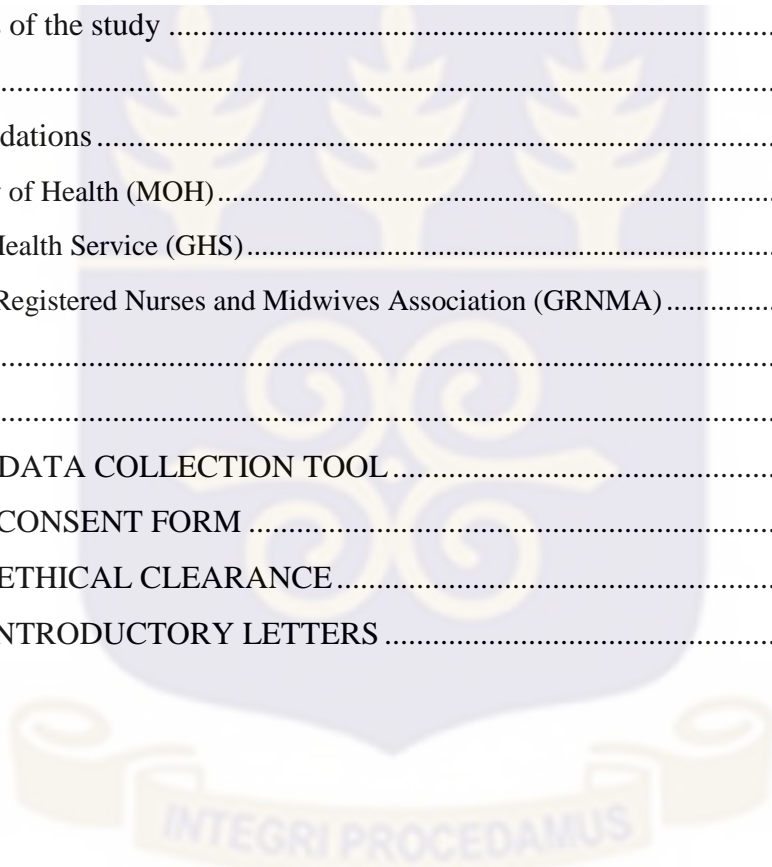 of the study ..........................................................................
..........................................................................
dations ..........................................................................
of Health (MOH) ..........................................................................
Health Service (GHS) ..........................................................................
Registered Nurses and Midwives Association (GRNMA) ....................
..........................................................................
..........................................................................
DATA COLLECTION TOOL ..........................................................
CONSENT FORM ..........................................................................
ETHICAL CLEARANCE ..........................................................................
NTRODUCTORY LETTERS ..........................................................
INTEGRI PROCEDAMUS